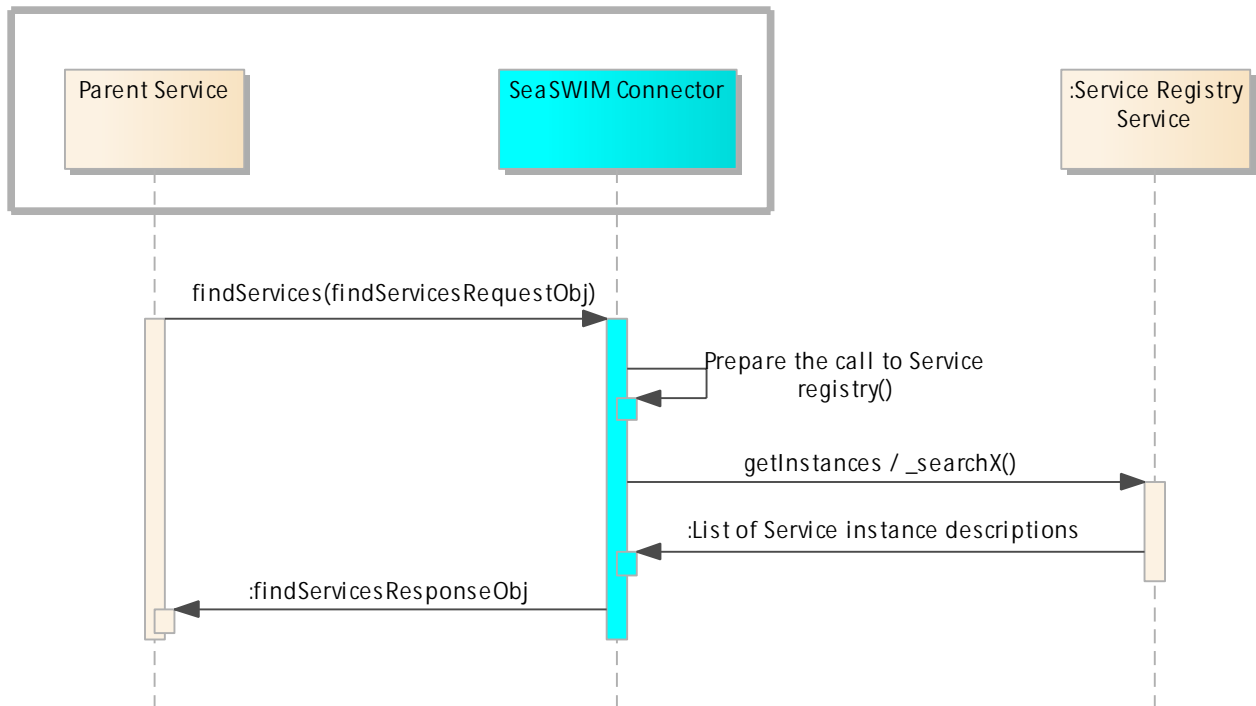 Parent Service
SeaSWIM Connector
:Service Registry
Service
findServices(findServicesRequestObj)
Prepare the call to Service
registry()
getInstances / _searchX()
:List of Service instance descriptions
:findServicesResponseObj